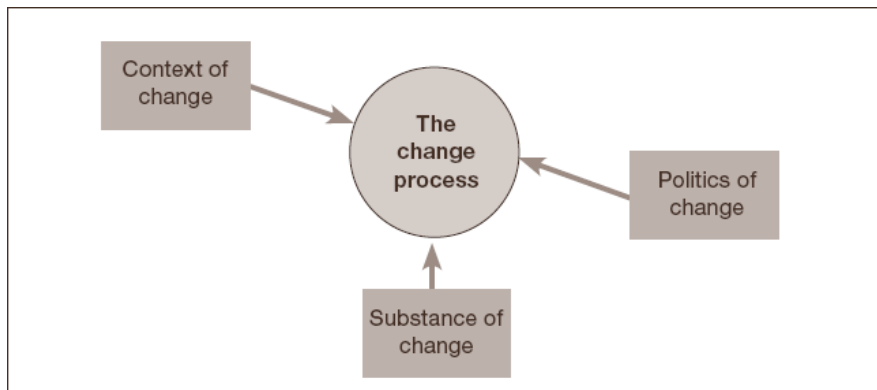 Context of
change
The
change
process
Politics of
change
Substance of
change